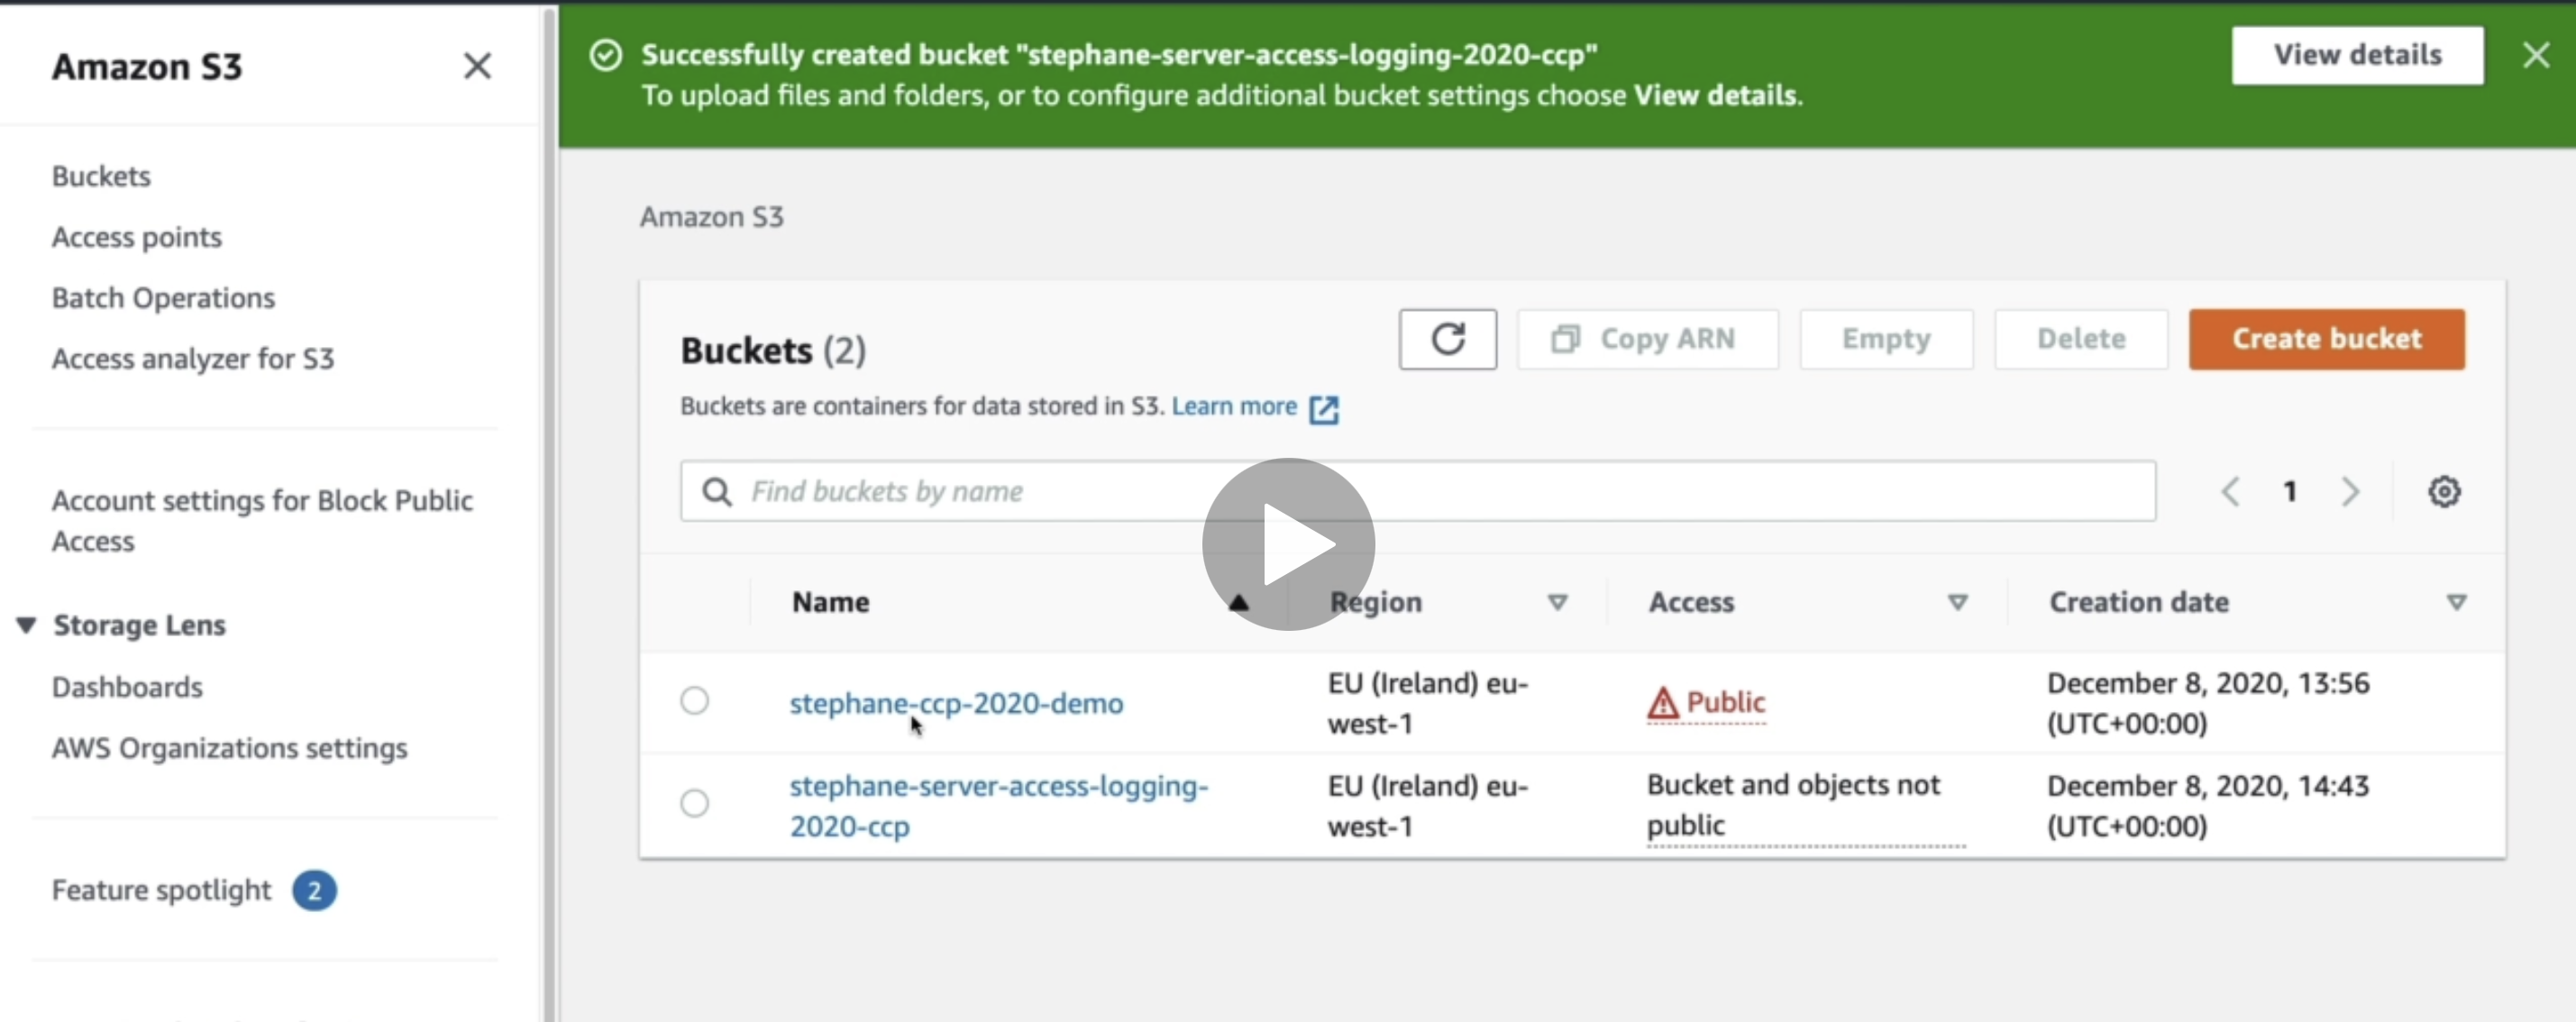 Amazon S3
Buckets
Access points
Batch Operations
Access analyzer for S3
Account settings for Block Public
Access
Storage Lens
Dashboards
AWS Organizations settings
Feature spotlight 2
Successfully created bucket "stephane-server-access-logging-2020-ccp"
To upload files and folders, or to configure additional bucket settings choose View details.
View details
Amazon S3
Buckets (2)
Copy ARN
Empty
Delete
Create bucket
Buckets are containers for data stored in S3. Learn more
Find buckets by name
1
Name Region Access Creation date
stephane-ccp-2020-demo
EU (Ireland) eu-
west-1
Public
December 8, 2020, 13:56
(UTC+00:00)
stephane-server-access-logging-
2020-ccp
EU (Ireland) eu-
west-1
Bucket and objects not
public
December 8, 2020, 14:43
(UTC+00:00)